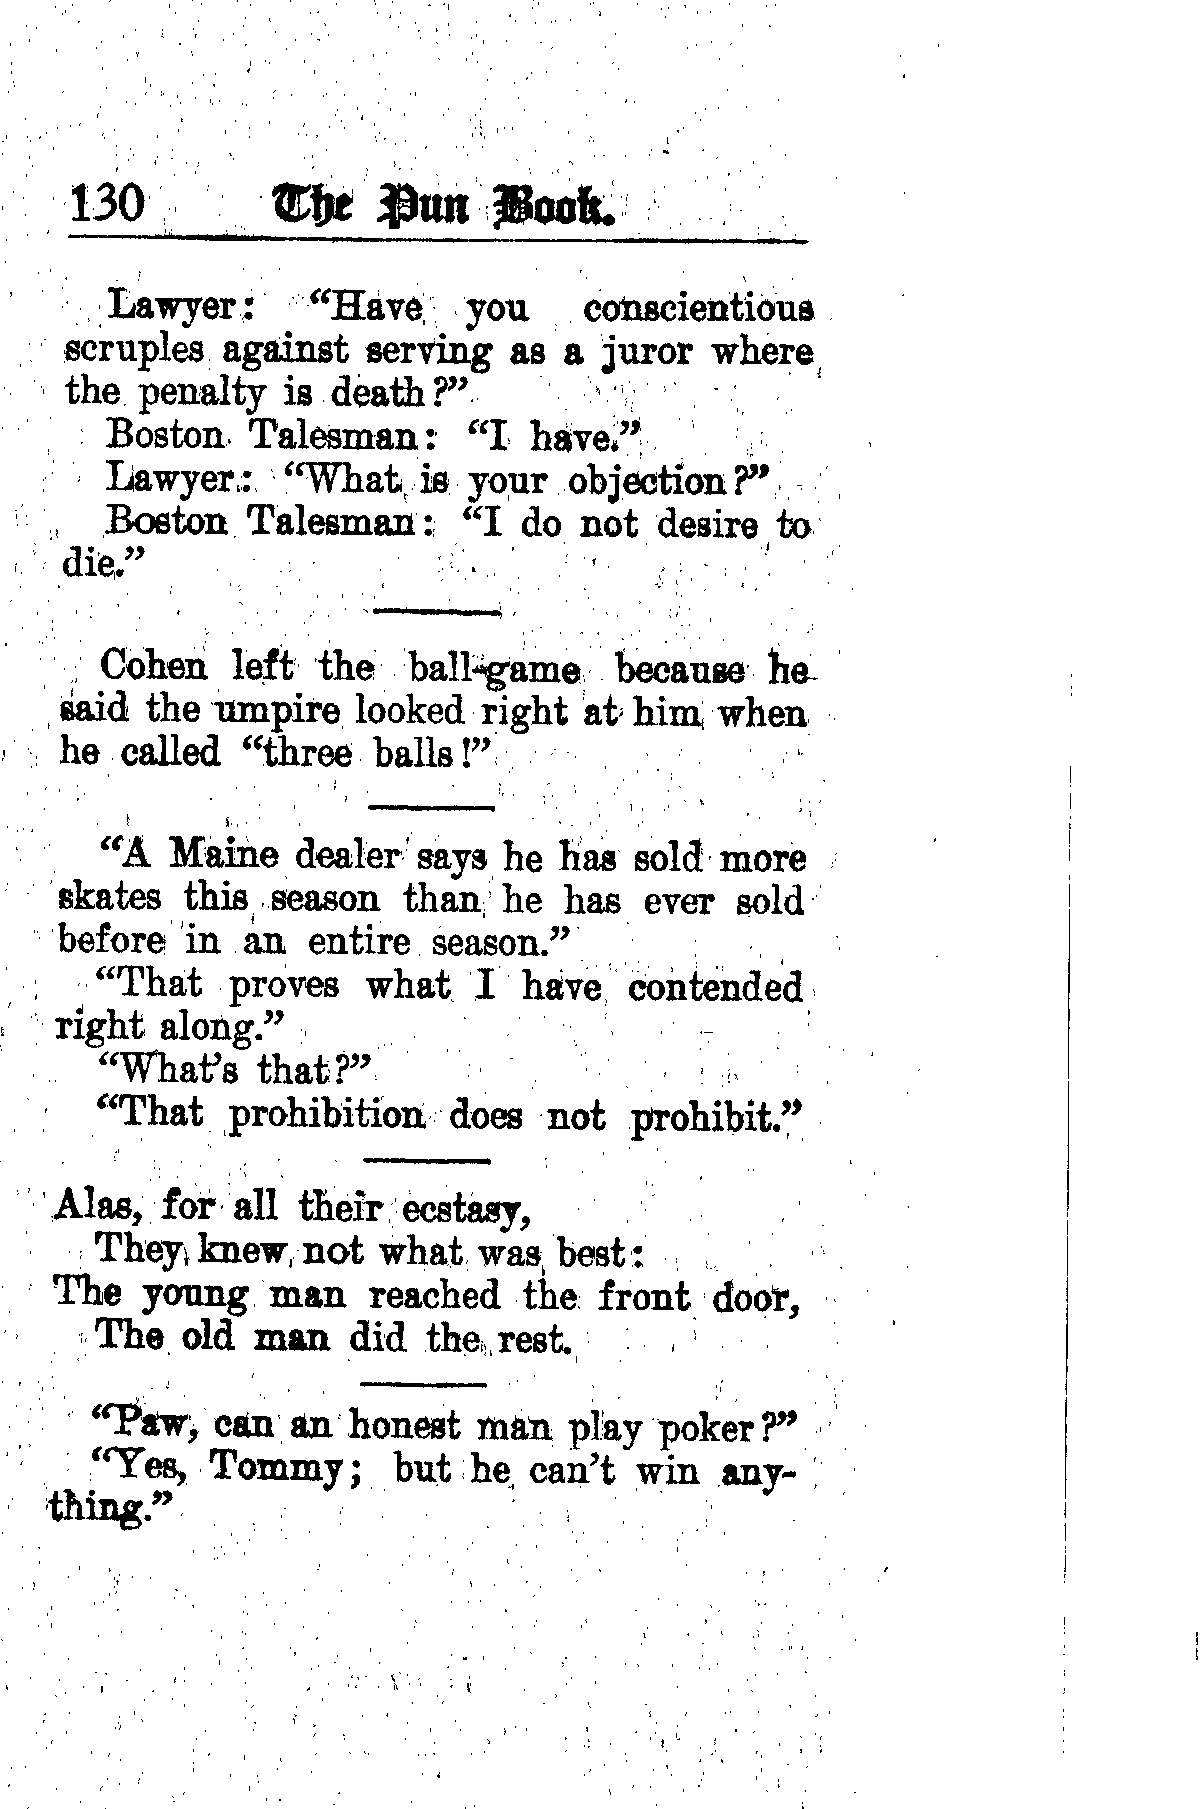 130 The Pun Book.
Lawyer: “Have you conscientious
scruples against serving as a juror where
the penalty is death?”
Boston Talesman: “I have.”
Lawyer: “What is your objection?”
Boston Talesman: “I do not desire to
die.”
Cohen left the ball-game because he
said the umpire looked right at him when
he called “three balls!”
“A Maine dealer says he has sold more
skates this season than he has ever sold
before in an entire season.”
“That proves what I have contended
right along.”
“What’s that?”
“That prohibition does not prohibit.”
Alas, for all their ecstasy,
They knew not what was best:
The young man reached the front door,
The old man did the rest.
“Paw, can an honest man play poker?”
“Yes, Tommy; but he can’t win any-
thing.”